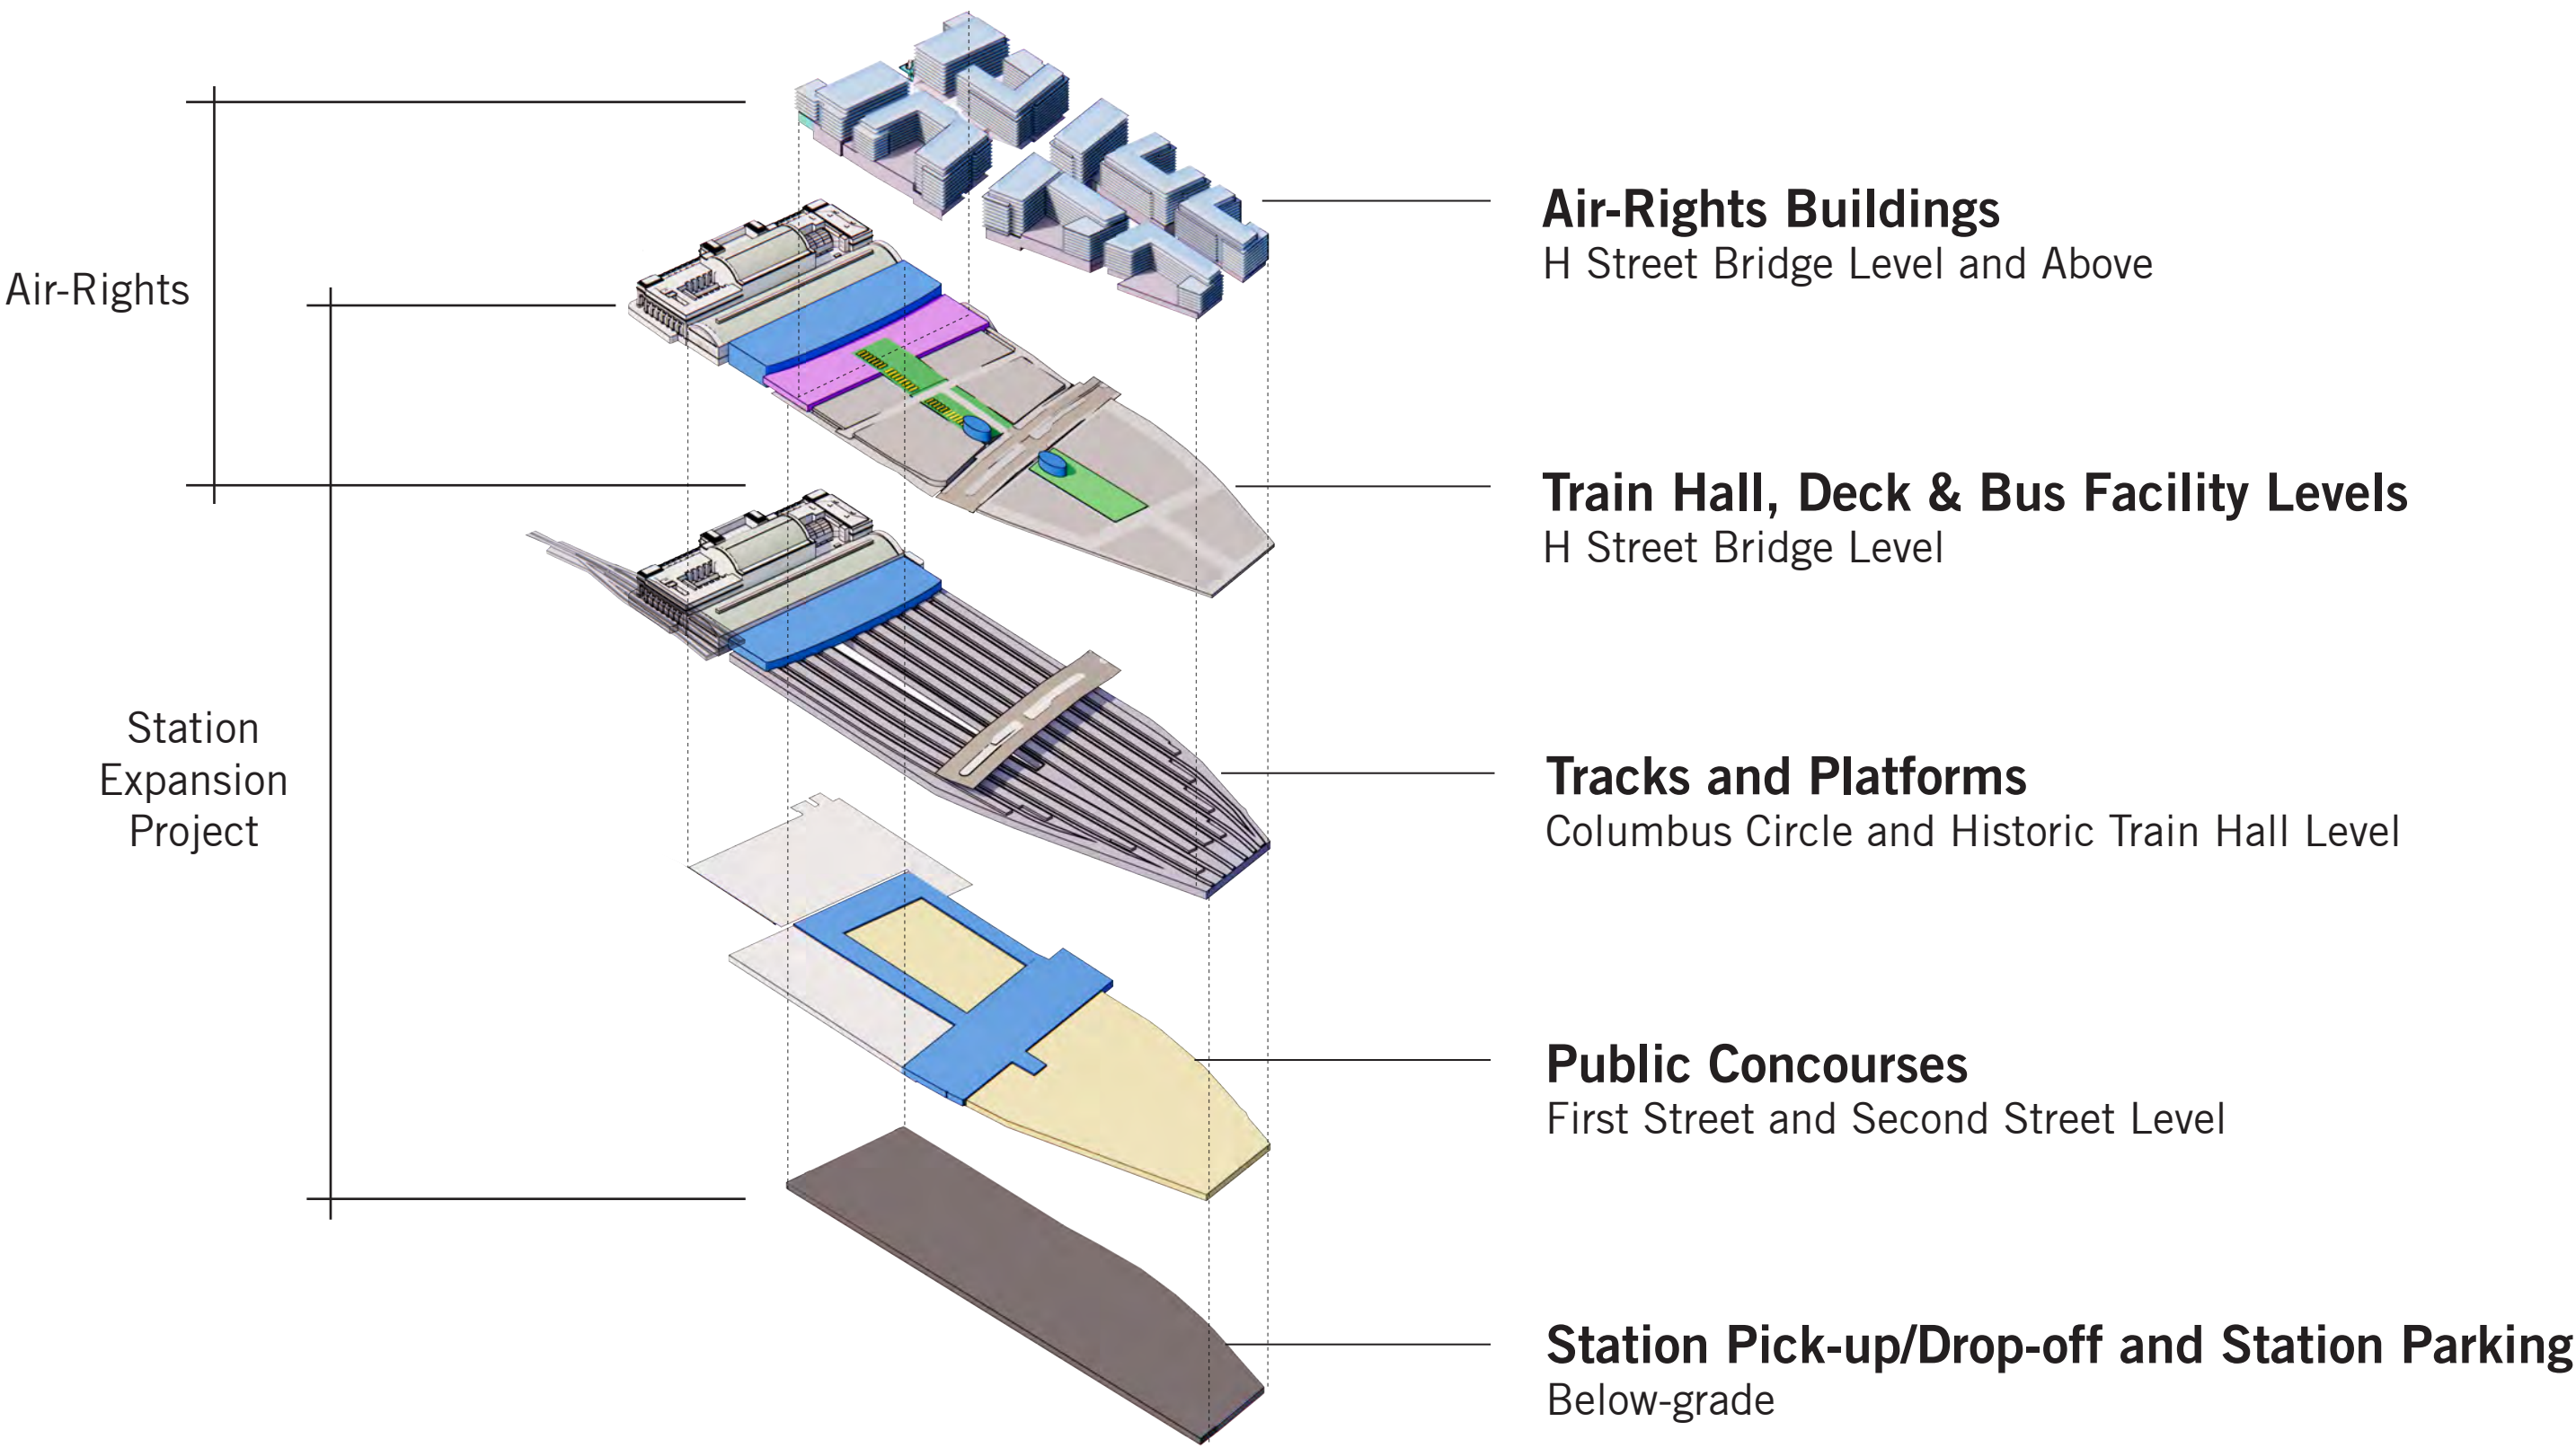 Air-Rights Buildings
H Street Bridge Level and Above
Air-Rights
Train Hall, Deck & Bus Facility Levels
H Street Bridge Level
Station
Expansion
Project
Tracks and Platforms
Columbus Circle and Historic Train Hall Level
Public Concourses
First Street and Second Street Level
Station Pick-up/Drop-off and Station Parking
Below-grade